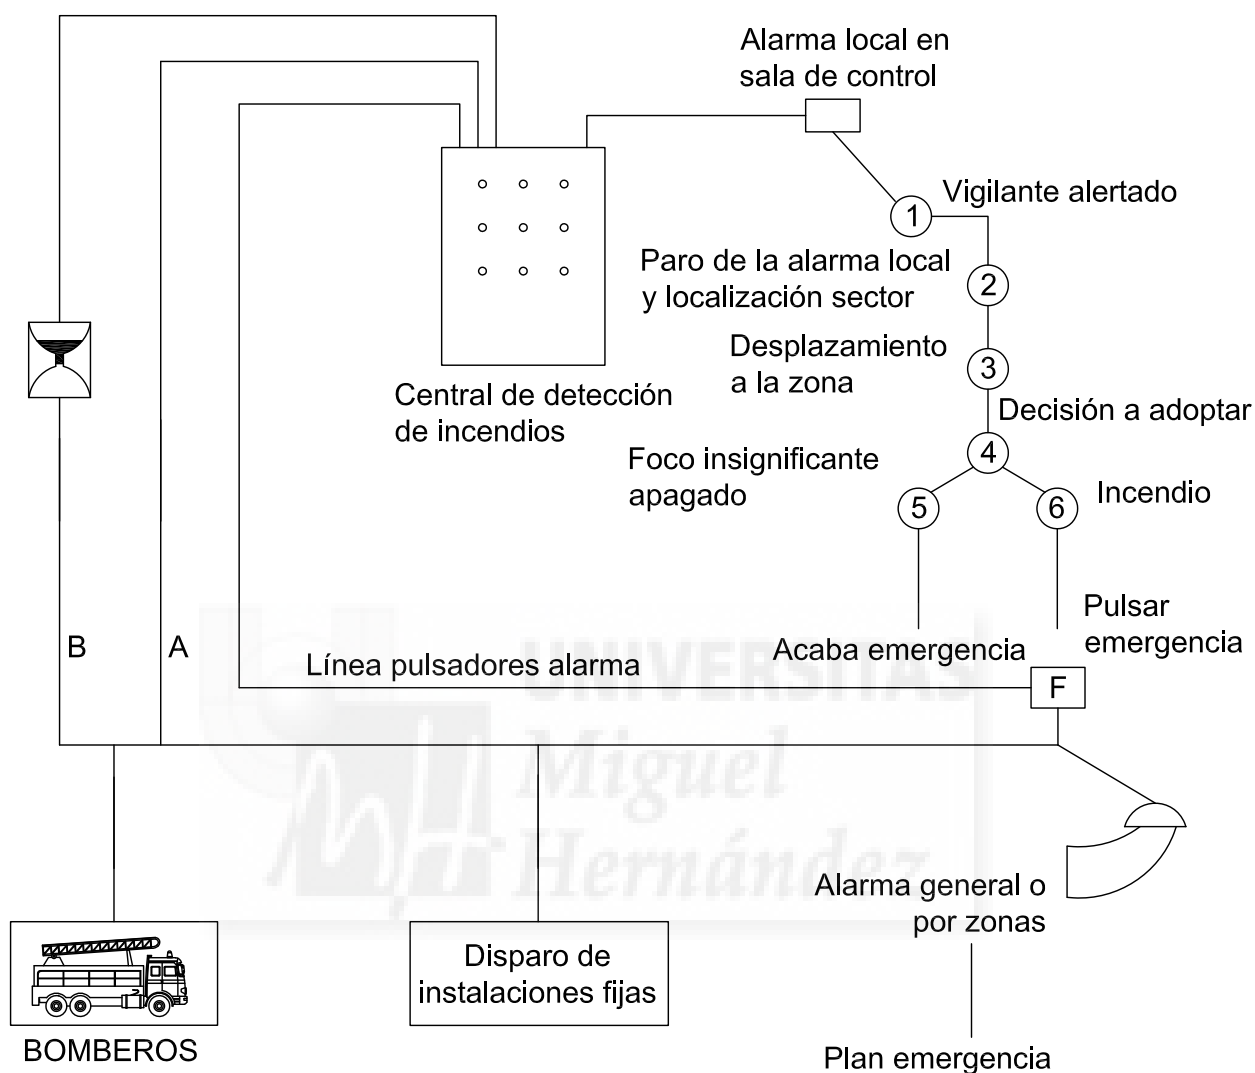 Alarma local en
sala de control
1
Vigilante alertado
Paro de la alarma local
y localización sector
2
Desplazamiento
a la zona
3
Central de detección
de incendios
Decisión a adoptar
4
Foco insignificante
apagado
5
6
Incendio
B
A
Pulsar
emergencia
Acaba emergencia
Línea pulsadores alarma
F
UNIVERSITAS
Miguel
Hernández
Alarma general o
por zonas
Disparo de
instalaciones fijas
BOMBEROS
Plan emergencia